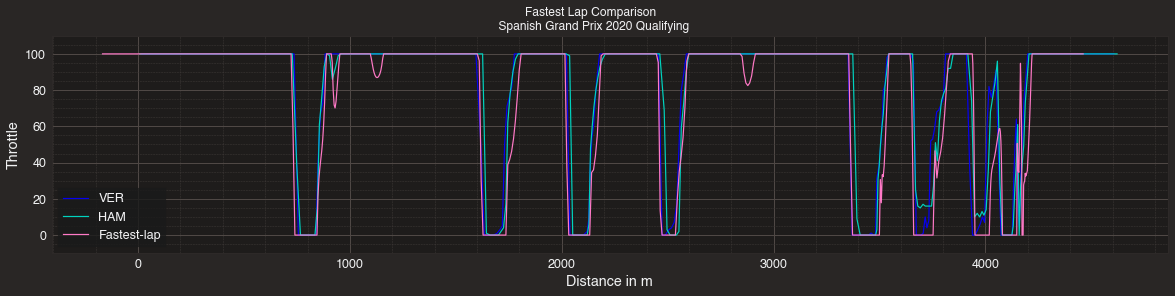 Fastest Lap Comparison
Spanish Grand Prix 2020 Qualifying
100
80
60
40
20
0
Throttle
VER
HAM
Fastest-lap
0
1000
2000
3000
4000
Distance in m